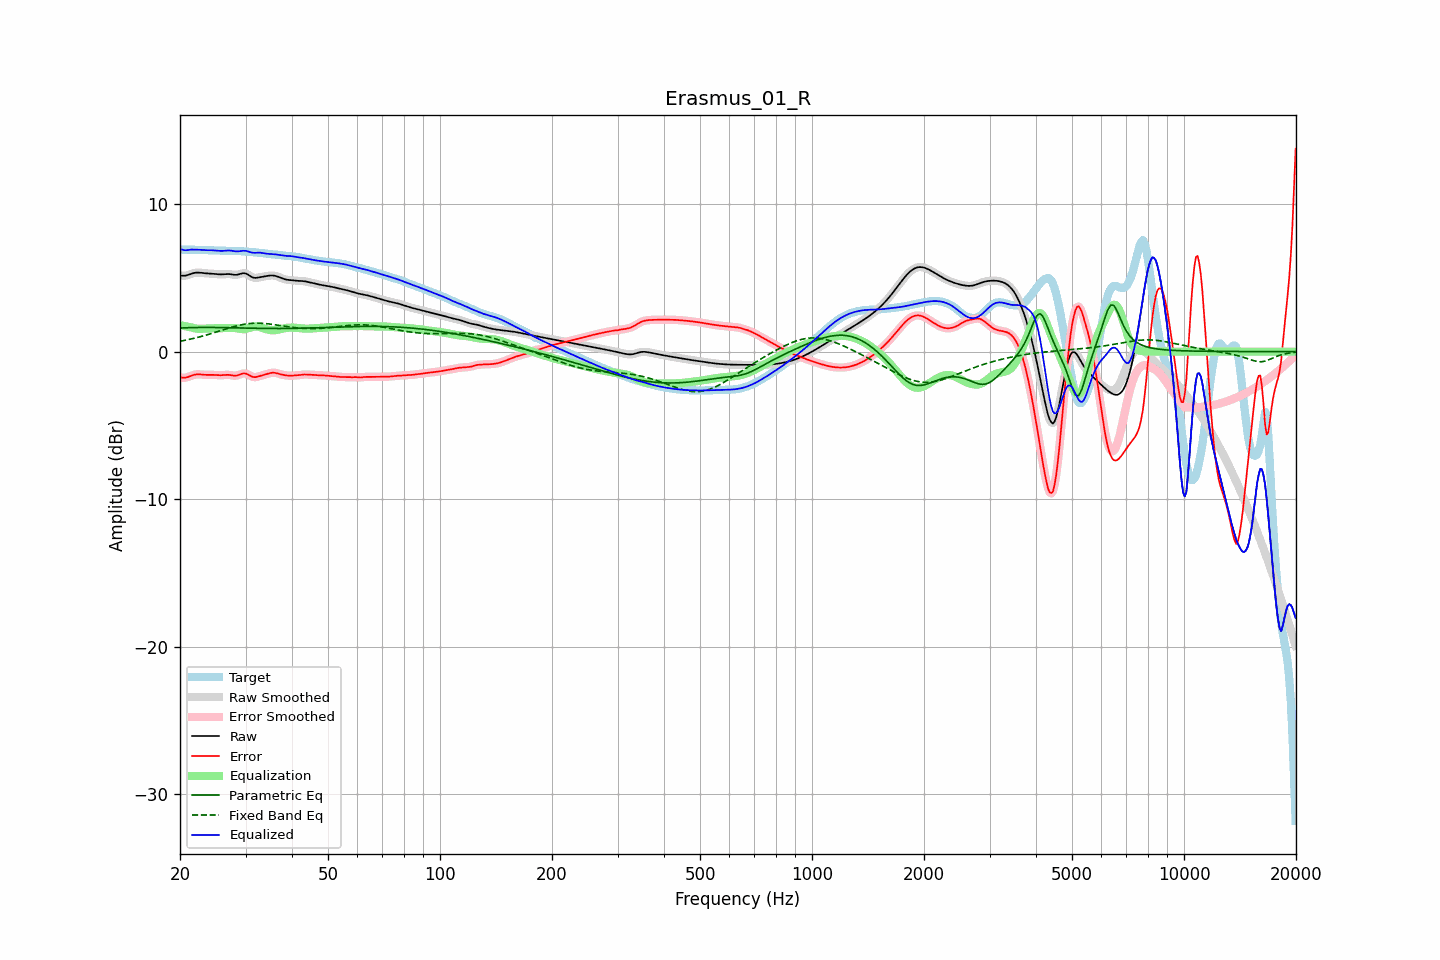 Erasmus_01_R
Amplitude (dBr)
10
0
−10
−20
−30
Target
Raw Smoothed
Error Smoothed
Raw
Error
Equalization
Parametric Eq
Fixed Band Eq
Equalized
20 50 100 200 500 1000 2000 5000 10000 20000
Frequency (Hz)